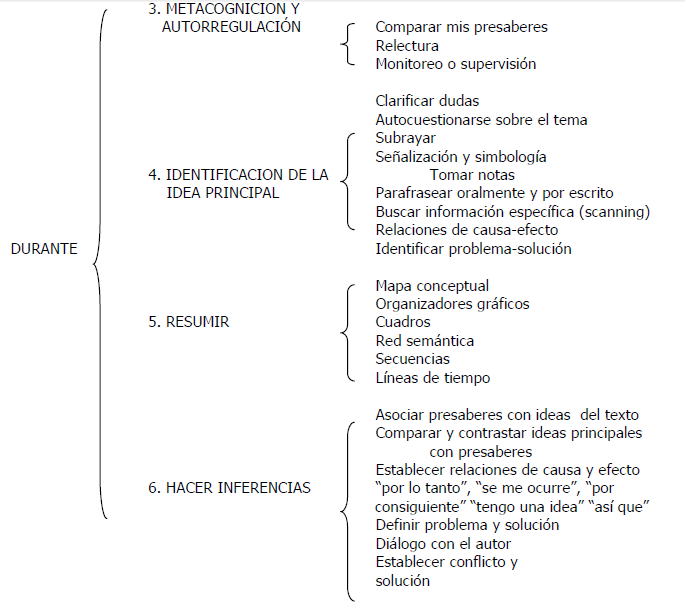 3. METACOGNICION Y
AUTORREGULACIÓN
Comparar mis presaberes
Relectura
Monitoreo o supervisión
Clarificar dudas
Autocuestionarse sobre el tema
Subrayar
Señalización y simbología
Tomar notas
4. IDENTIFICACION DE LA
IDEA PRINCIPAL
Parafrasear oralmente y por escrito
Buscar información específica (scanning)
Relaciones de causa-efecto
Identificar problema-solución
DURANTE
5. RESUMIR
Mapa conceptual
Organizadores gráficos
Cuadros
Red semántica
Secuencias
Líneas de tiempo
6. HACER INFERENCIAS
Asociar presaberes con ideas del texto
Comparar y contrastar ideas principales
con presaberes
Establecer relaciones de causa y efecto
“por lo tanto”, “se me ocurre”, “por
consiguiente” “tengo una idea” “así que”
Definir problema y solución
Diálogo con el autor
Establecer conflicto y
solución